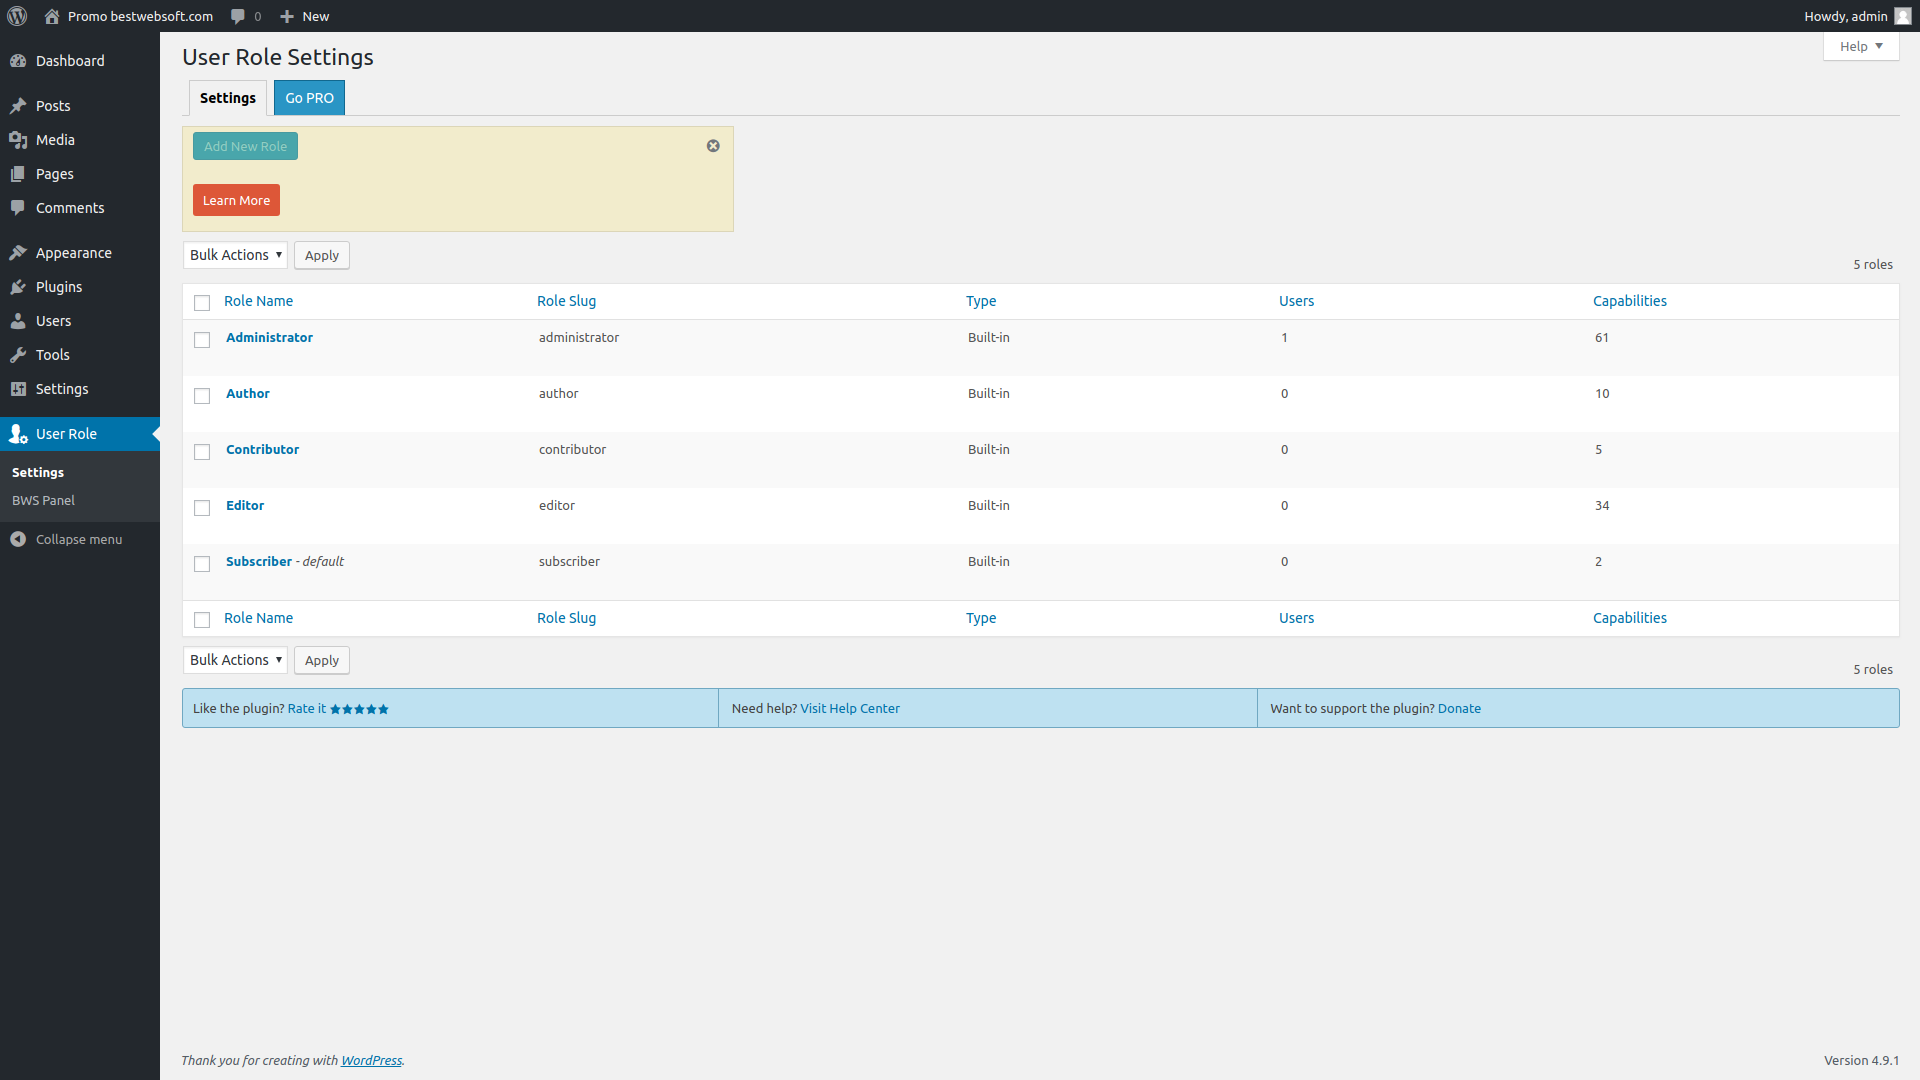 Promo bestwebsoft.com 0 New Howdy, admin
Help
User Role Settings
Settings Go PRO
Dashboard
Posts
Media
Pages
Comments
Appearance
Plugins
Users
Tools
Settings
User Role
Settings
BWS Panel
Collapse menu
Add New Role
Learn More
Bulk Actions Apply
5 roles
Role Name Role Slug Type Users Capabilities
Administrator administrator Built-in 1 61
Author author Built-in 0 10
Contributor contributor Built-in 0 5
Editor editor Built-in 0 34
Subscriber - default subscriber Built-in 0 2
Role Name Role Slug Type Users Capabilities
Bulk Actions Apply
5 roles
Like the plugin? Rate it ★★★★★ Need help? Visit Help Center Want to support the plugin? Donate
Thank you for creating with WordPress. Version 4.9.1